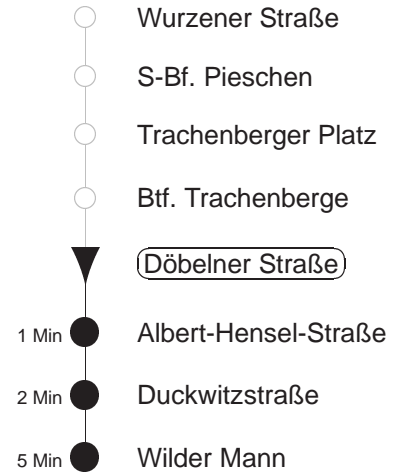 Wurzener Straße
S-Bf. Pieschen
Trachenberger Platz
Btf. Trachenberge
Döbelner Straße
1 Min Albert-Hensel-Straße
2 Min Duckwitzstraße
5 Min Wilder Mann